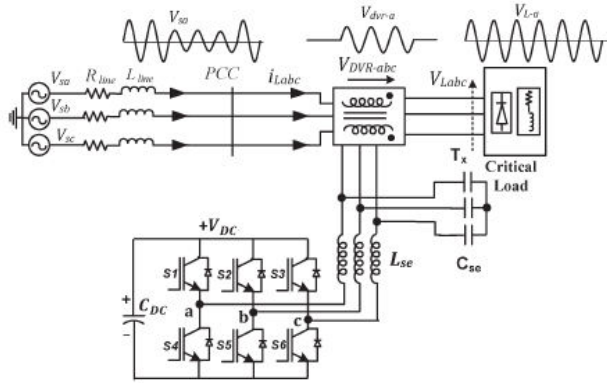 V_sa V_dvr-a V_L-a
V_sa R_line L_line PCC i_Labc V_DVR-abc V_Labc
V_sb
V_sc
T_x Critical
Load
+V_DC L_se C_se
S1 S2 S3
+ C_DC a b c
−
S4 S5 S6